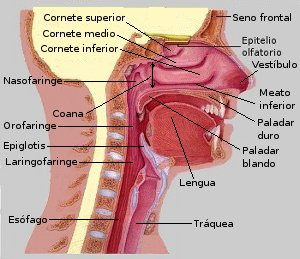 Cornete superior
Cornete medio
Cornete inferior
Nasofaringe
Coana
Orofaringe
Epiglotis
Laringofaringe
Esófago
Seno frontal
Epitelio
olfatorio
Vestíbulo
Meato
inferior
Paladar
duro
Paladar
blando
Lengua
Tráquea